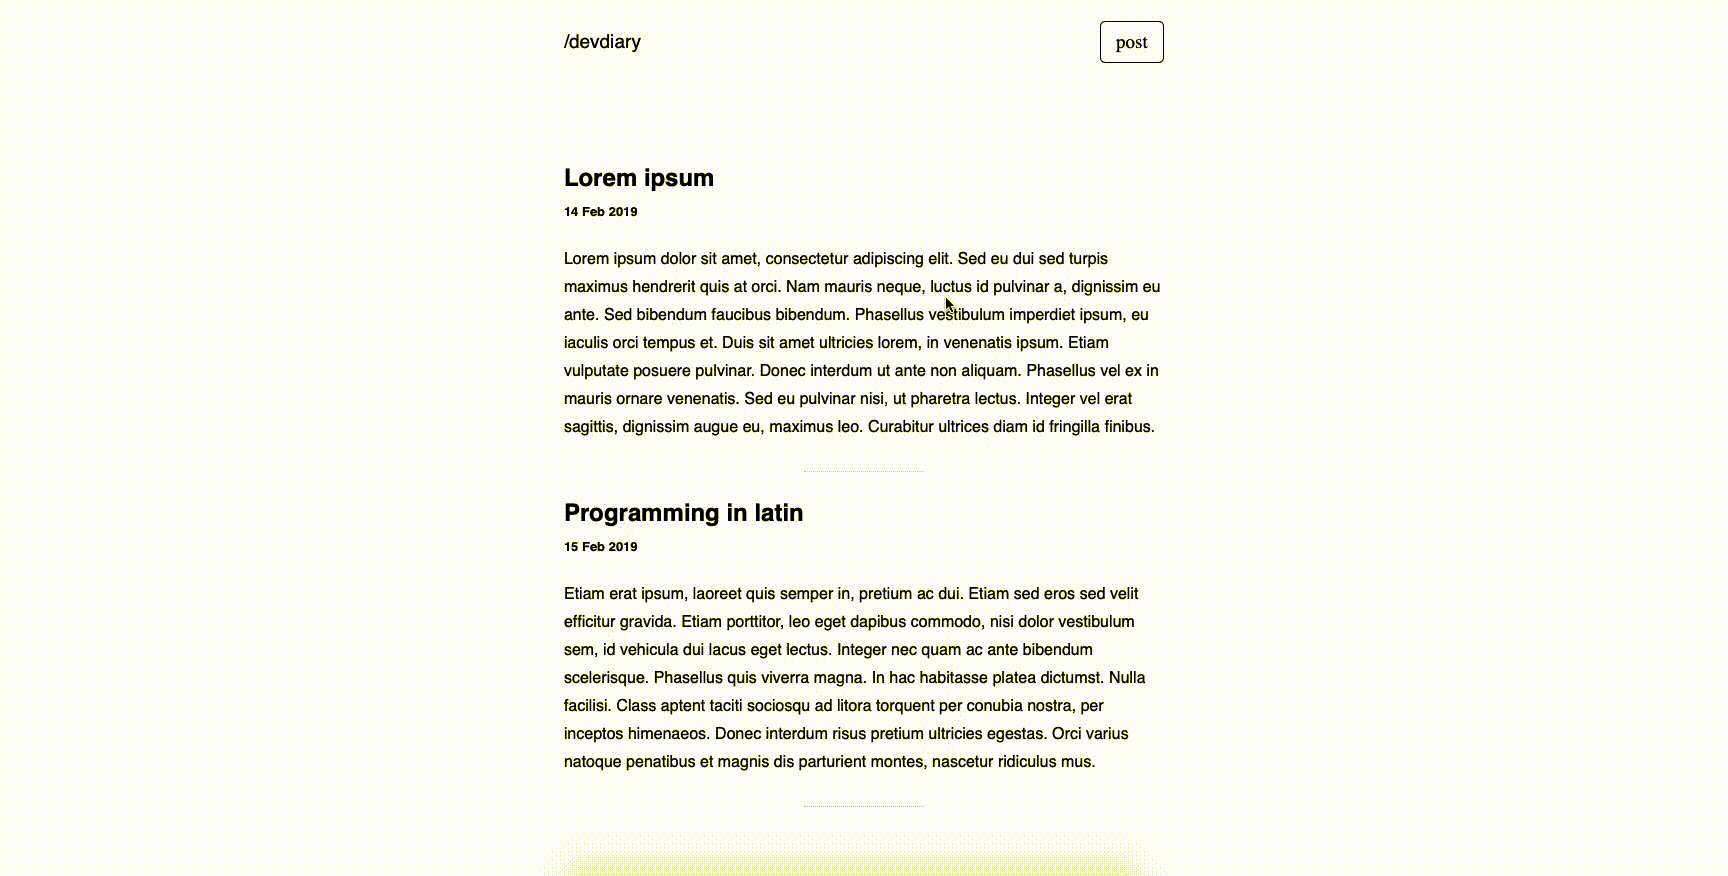 /devdiary
post
Lorem ipsum
14 Feb 2019
Lorem ipsum dolor sit amet, consectetur adipiscing elit. Sed eu dui sed turpis
maximus hendrerit quis at orci. Nam mauris neque, luctus id pulvinar a, dignissim eu
ante. Sed bibendum faucibus bibendum. Phasellus vestibulum imperdiet ipsum, eu
iaculis orci tempus et. Duis sit amet ultricies lorem, in venenatis ipsum. Etiam
vulputate posuere pulvinar. Donec interdum ut ante non aliquam. Phasellus vel ex in
mauris ornare venenatis. Sed eu pulvinar nisi, ut pharetra lectus. Integer vel erat
sagittis, dignissim augue eu, maximus leo. Curabitur ultrices diam id fringilla finibus.
Programming in latin
15 Feb 2019
Etiam erat ipsum, laoreet quis semper in, pretium ac dui. Etiam sed eros sed velit
efficitur gravida. Etiam porttitor, leo eget dapibus commodo, nisi dolor vestibulum
sem, id vehicula dui lacus eget lectus. Integer nec quam ac ante bibendum
scelerisque. Phasellus quis viverra magna. In hac habitasse platea dictumst. Nulla
facilisi. Class aptent taciti sociosqu ad litora torquent per conubia nostra, per
inceptos himenaeos. Donec interdum risus pretium ultricies egestas. Orci varius
natoque penatibus et magnis dis parturient montes, nascetur ridiculus mus.